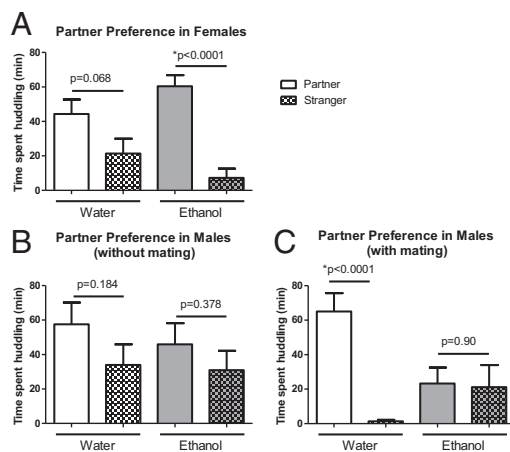 A
Partner Preference in Females
Time spent huddling (min)
80
60
40
20
0
p=0.068
*p<0.0001
Water
Ethanol
Partner
Stranger
B
Partner Preference in Males
(without mating)
Time spent huddling (min)
80
60
40
20
0
p=0.184
p=0.378
Water
Ethanol
C
Partner Preference in Males
(with mating)
Time spent huddling (min)
80
60
40
20
0
*p<0.0001
p=0.90
Water
Ethanol